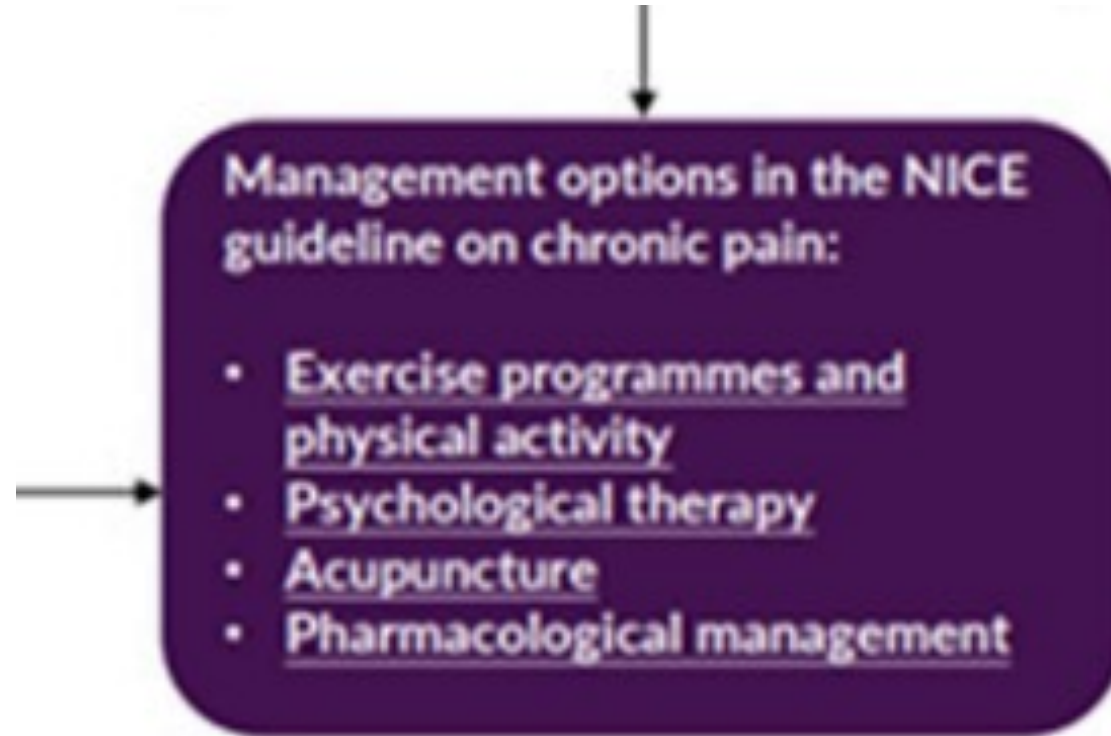 Management options in the NICE
guideline on chronic pain:
• Exercise programmes and
physical activity
• Psychological therapy
• Acupuncture
• Pharmacological management